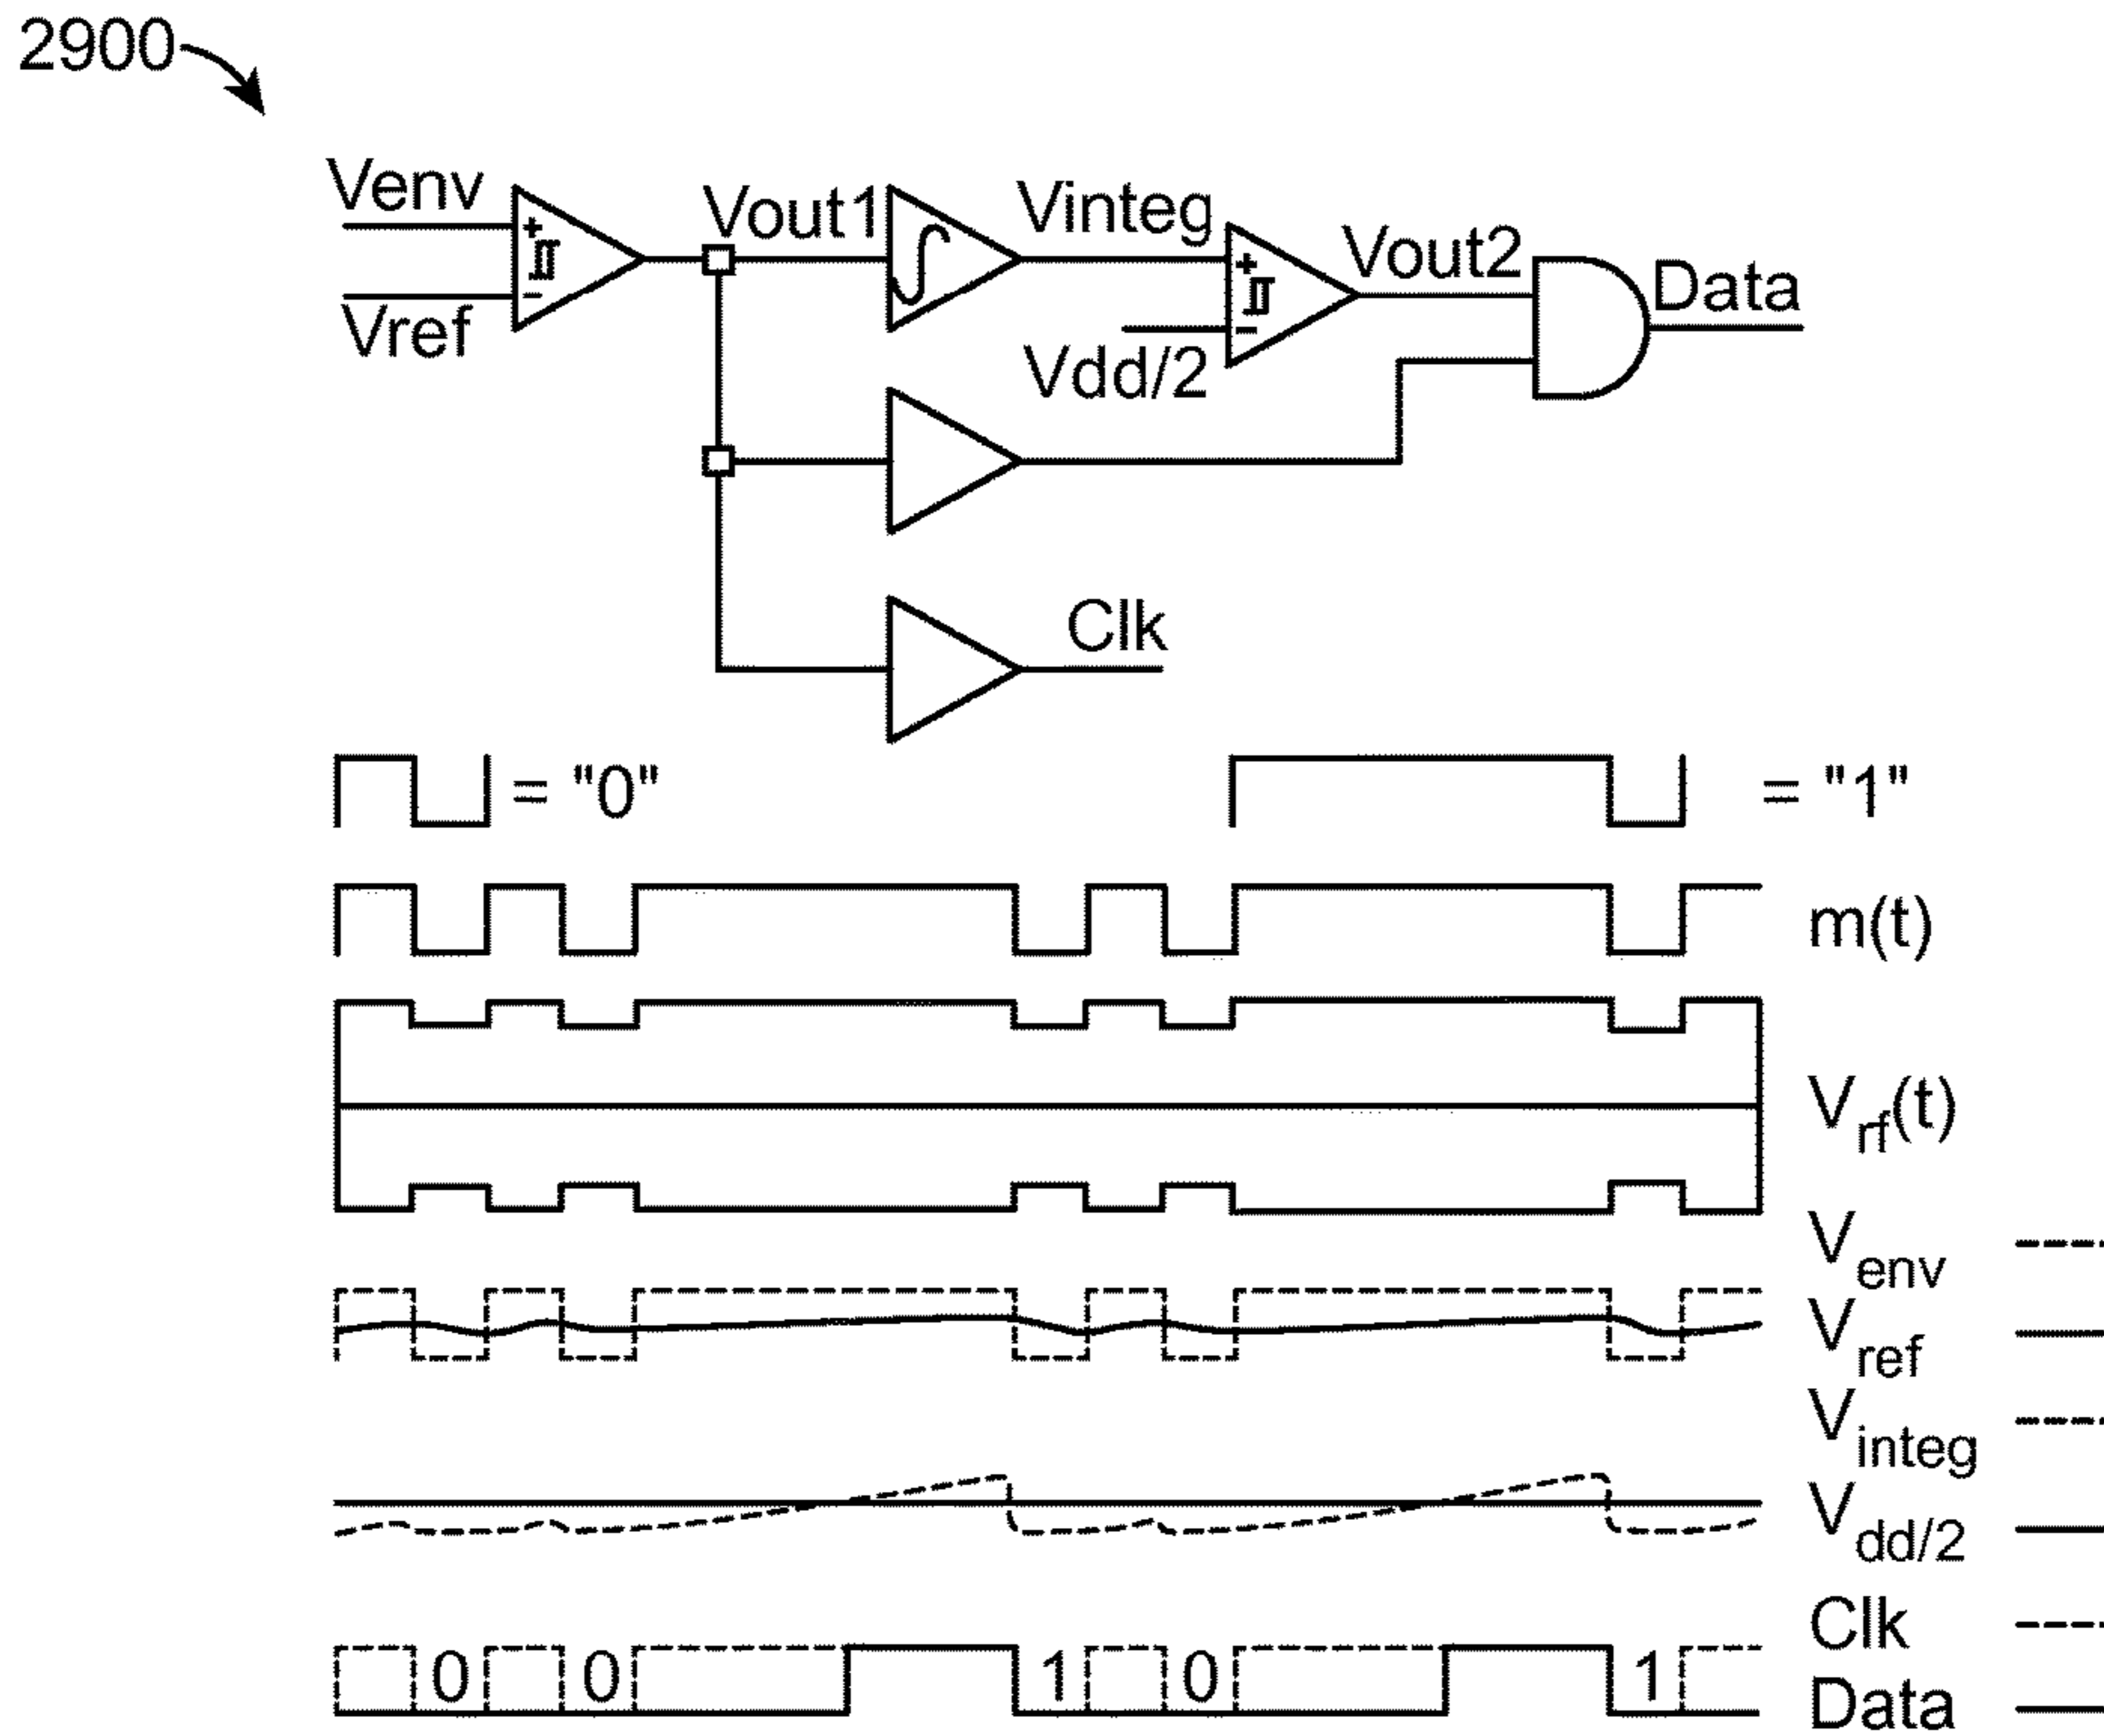 2900
Venv
Vref
Vout1
Vinteg
Vdd/2
Vout2
Data
Clk
= "0"
= "1"
m(t)
Vrf(t)
Venv
Vref
Vinteg
Vdd/2
Clk
0 0 1 0 1
Data